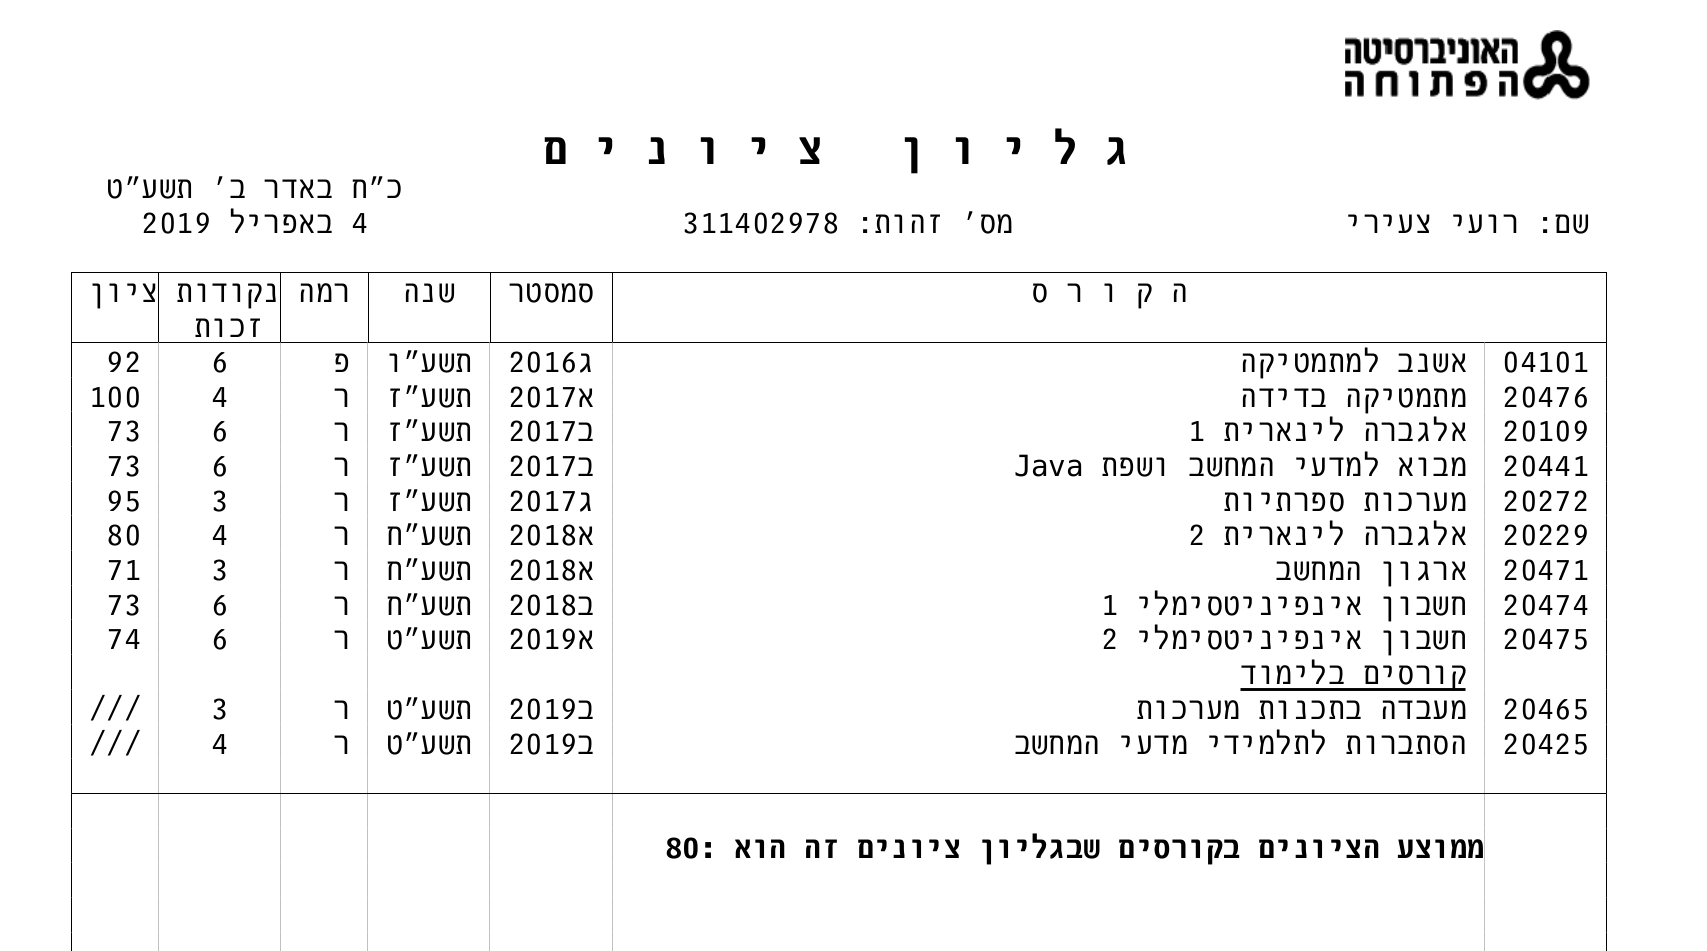 האוניברסיטה
הפתוחה
גליון ציונים
כ"ח באדר ב' תשע"ט
שם: רועי צעירי מס' זהות: 311402978 4 באפריל 2019
הקורס סמסטר שנה רמה נקודות זכות ציון
04101 אשנב למתמטיקה 2016ג תשע"ו פ 6 92
20476 מתמטיקה בדידה 2017א תשע"ז ר 4 100
20109 אלגברה לינארית 1 2017ב תשע"ז ר 6 73
20441 מבוא למדעי המחשב ושפת Java 2017ב תשע"ז ר 6 73
20272 מערכות ספרתיות 2017ג תשע"ז ר 3 95
20229 אלגברה לינארית 2 2018א תשע"ח ר 4 80
20471 ארגון המחשב 2018א תשע"ח ר 3 71
20474 חשבון אינפיניטסימלי 1 2018ב תשע"ח ר 6 73
20475 חשבון אינפיניטסימלי 2 2019א תשע"ט ר 6 74
קורסים בלימוד
20465 מעבדה בתכנות מערכות 2019ב תשע"ט ר 3 ///
20425 הסתברות לתלמידי מדעי המחשב 2019ב תשע"ט ר 4 ///
ממוצע הציונים בקורסים שבגליון ציונים זה הוא :80